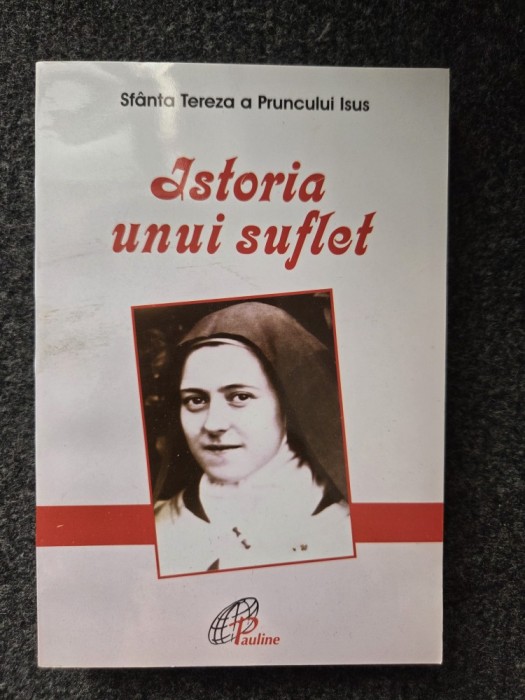 Sfânta Tereza a Pruncului Isus
Istoria
unui suflet
Pauline